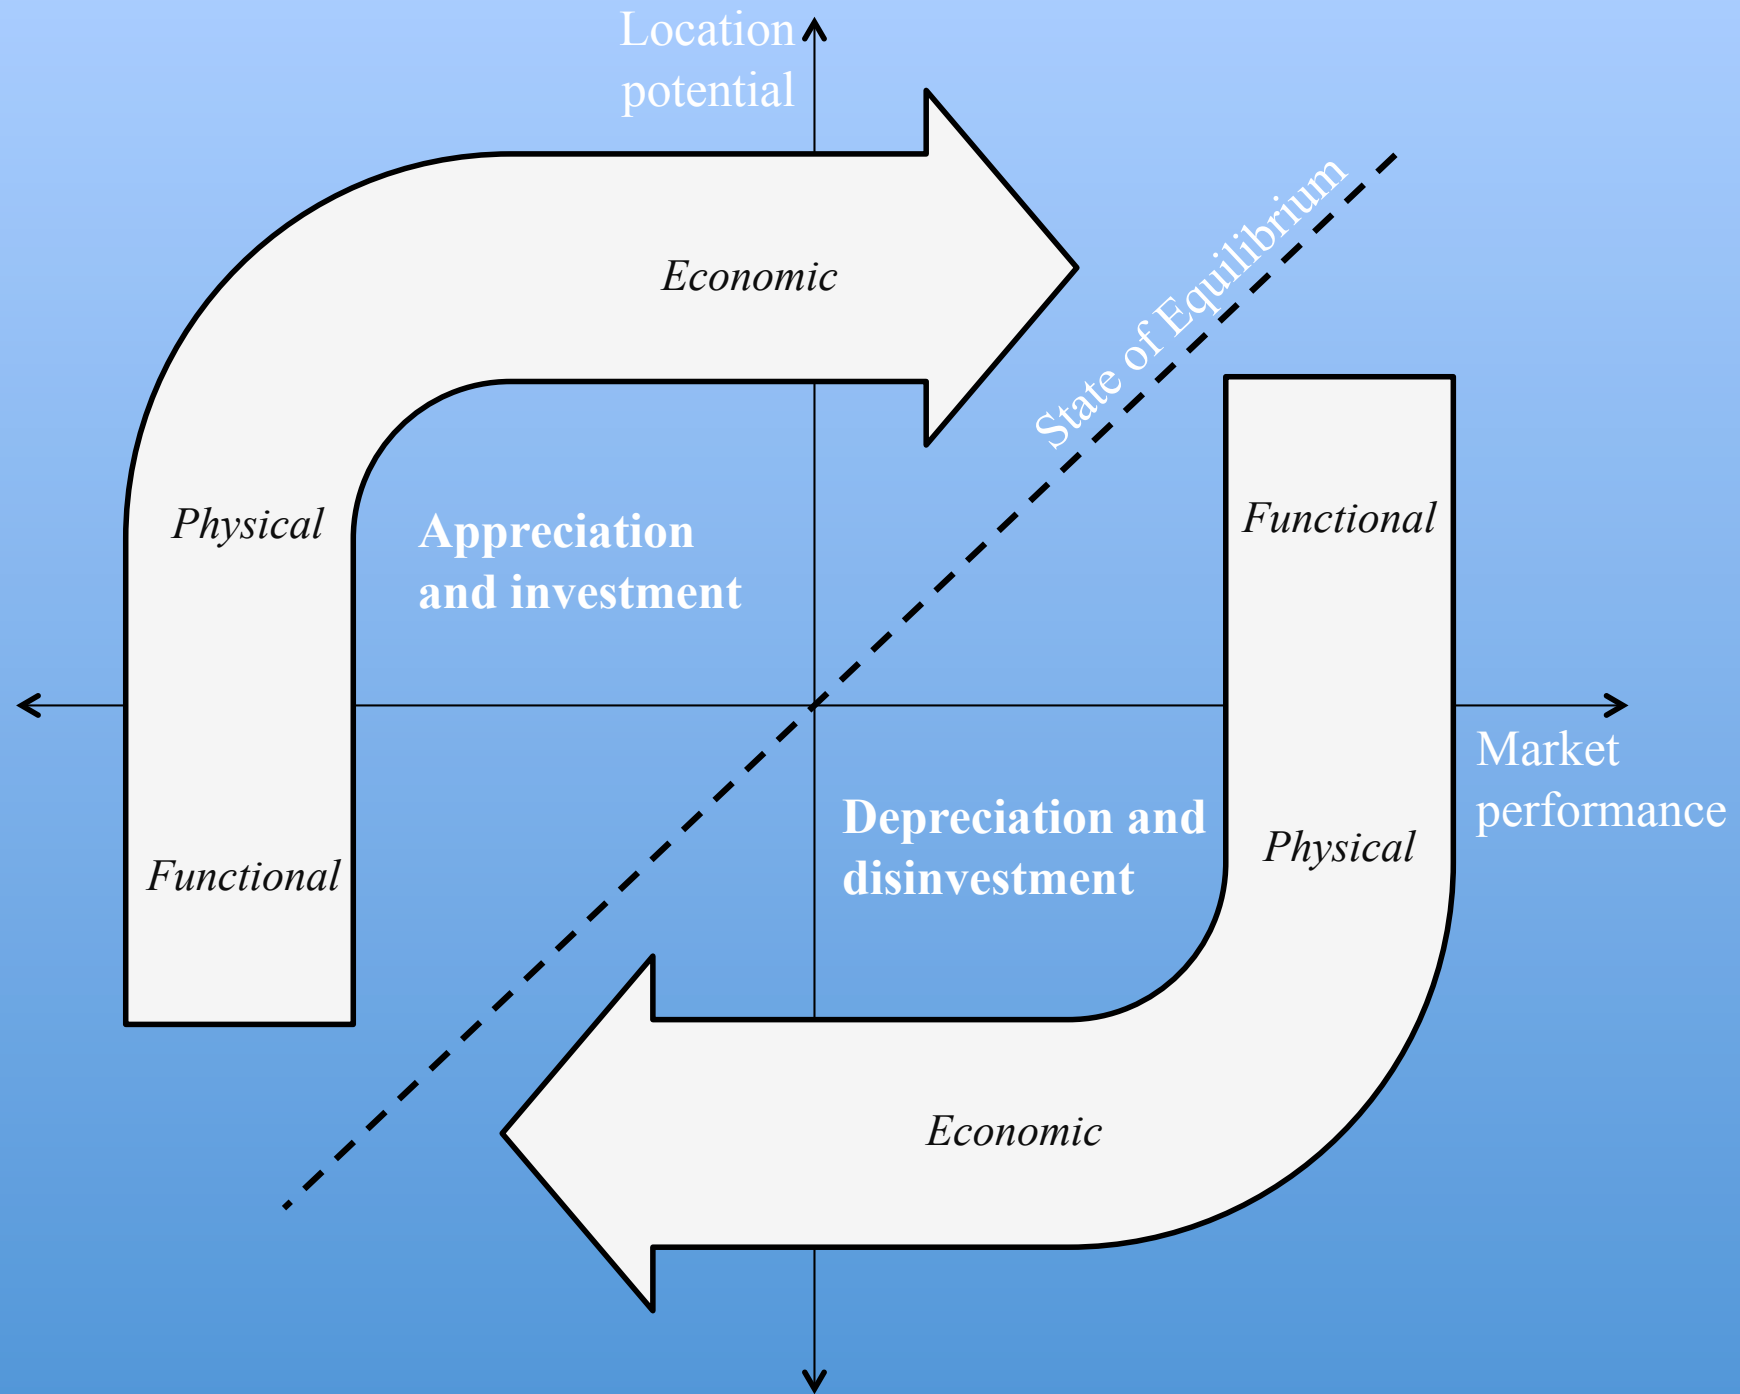 Location
potential
State of Equilibrium
Economic
Physical
Appreciation
and investment
Functional
Functional
Market
performance
Depreciation and
disinvestment
Physical
Economic